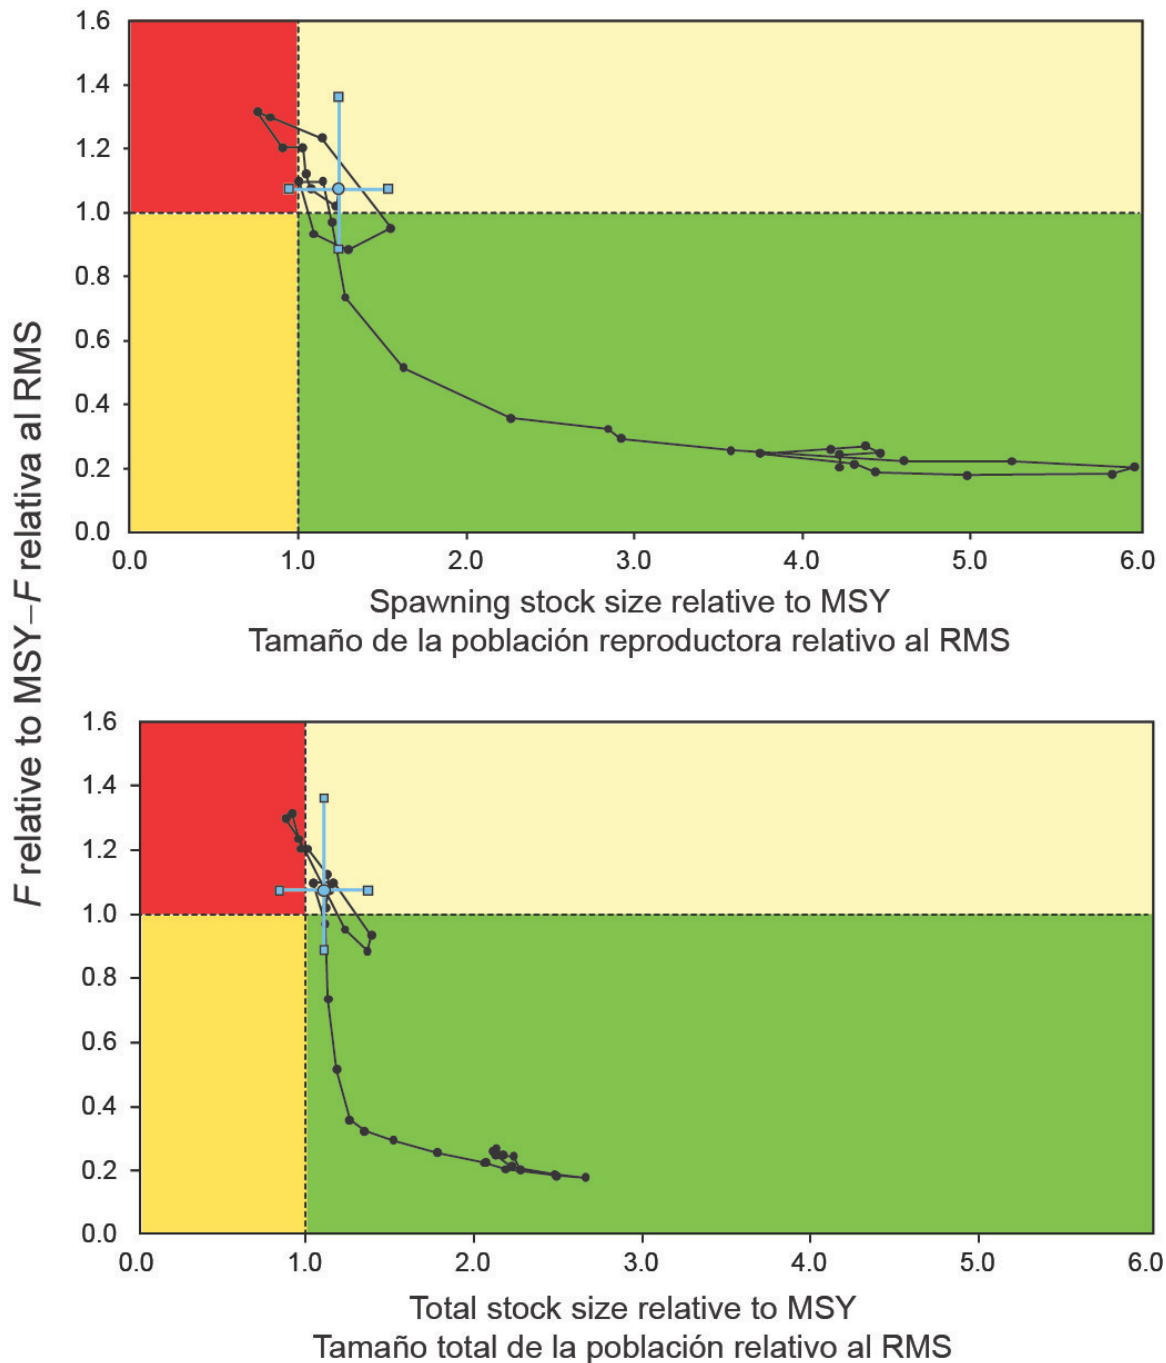 F relative to MSY–F relativa al RMS
1.6
1.4
1.2
1.0
0.8
0.6
0.4
0.2
0.0
0.0 1.0 2.0 3.0 4.0 5.0 6.0
Spawning stock size relative to MSY
Tamaño de la población reproductora relativo al RMS
1.6
1.4
1.2
1.0
0.8
0.6
0.4
0.2
0.0
0.0 1.0 2.0 3.0 4.0 5.0 6.0
Total stock size relative to MSY
Tamaño total de la población relativo al RMS